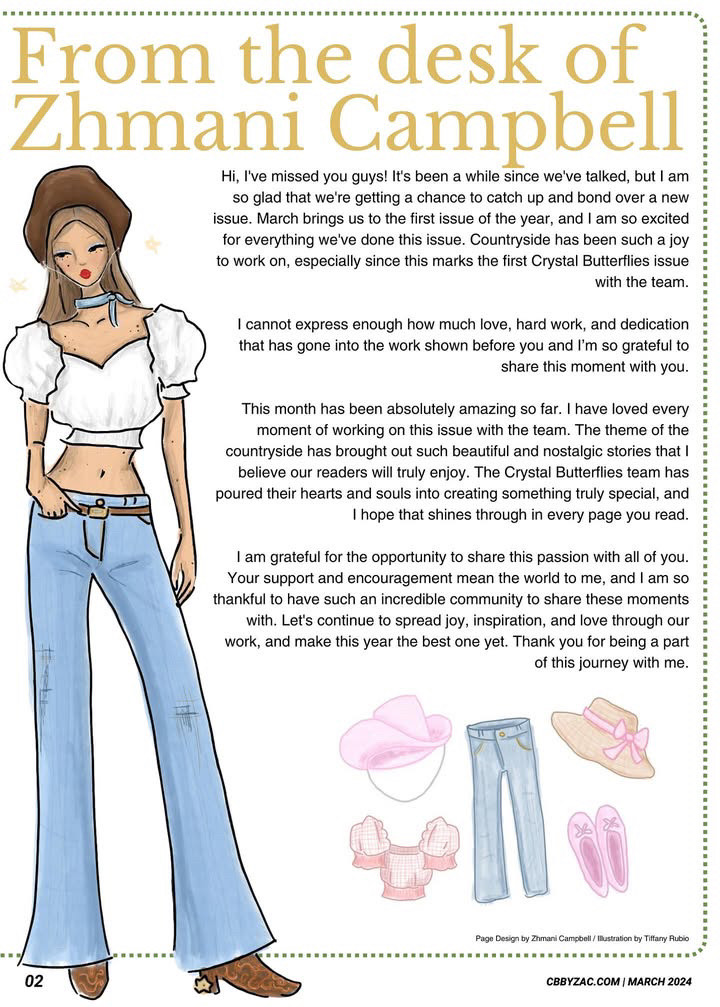 From the desk of
Zhmani Campbell
Hi, I've missed you guys! It's been a while since we've talked, but I am
so glad that we're getting a chance to catch up and bond over a new
issue. March brings us to the first issue of the year, and I am so excited
for everything we've done this issue. Countryside has been such a joy
to work on, especially since this marks the first Crystal Butterflies issue
with the team.
I cannot express enough how much love, hard work, and dedication
that has gone into the work shown before you and I'm so grateful to
share this moment with you.
This month has been absolutely amazing so far. I have loved every
moment of working on this issue with the team. The theme of the
countryside has brought out such beautiful and nostalgic stories that I
believe our readers will truly enjoy. The Crystal Butterflies team has
poured their hearts and souls into creating something truly special, and
I hope that shines through in every page you read.
I am grateful for the opportunity to share this passion with all of you.
Your support and encouragement mean the world to me, and I am so
thankful to have such an incredible community to share these moments
with. Let's continue to spread joy, inspiration, and love through our
work, and make this year the best one yet. Thank you for being a part
of this journey with me.
Page Design by Zhmani Campbell / Illustration by Tiffany Rubio
02
CBBYZAC.COM | MARCH 2024